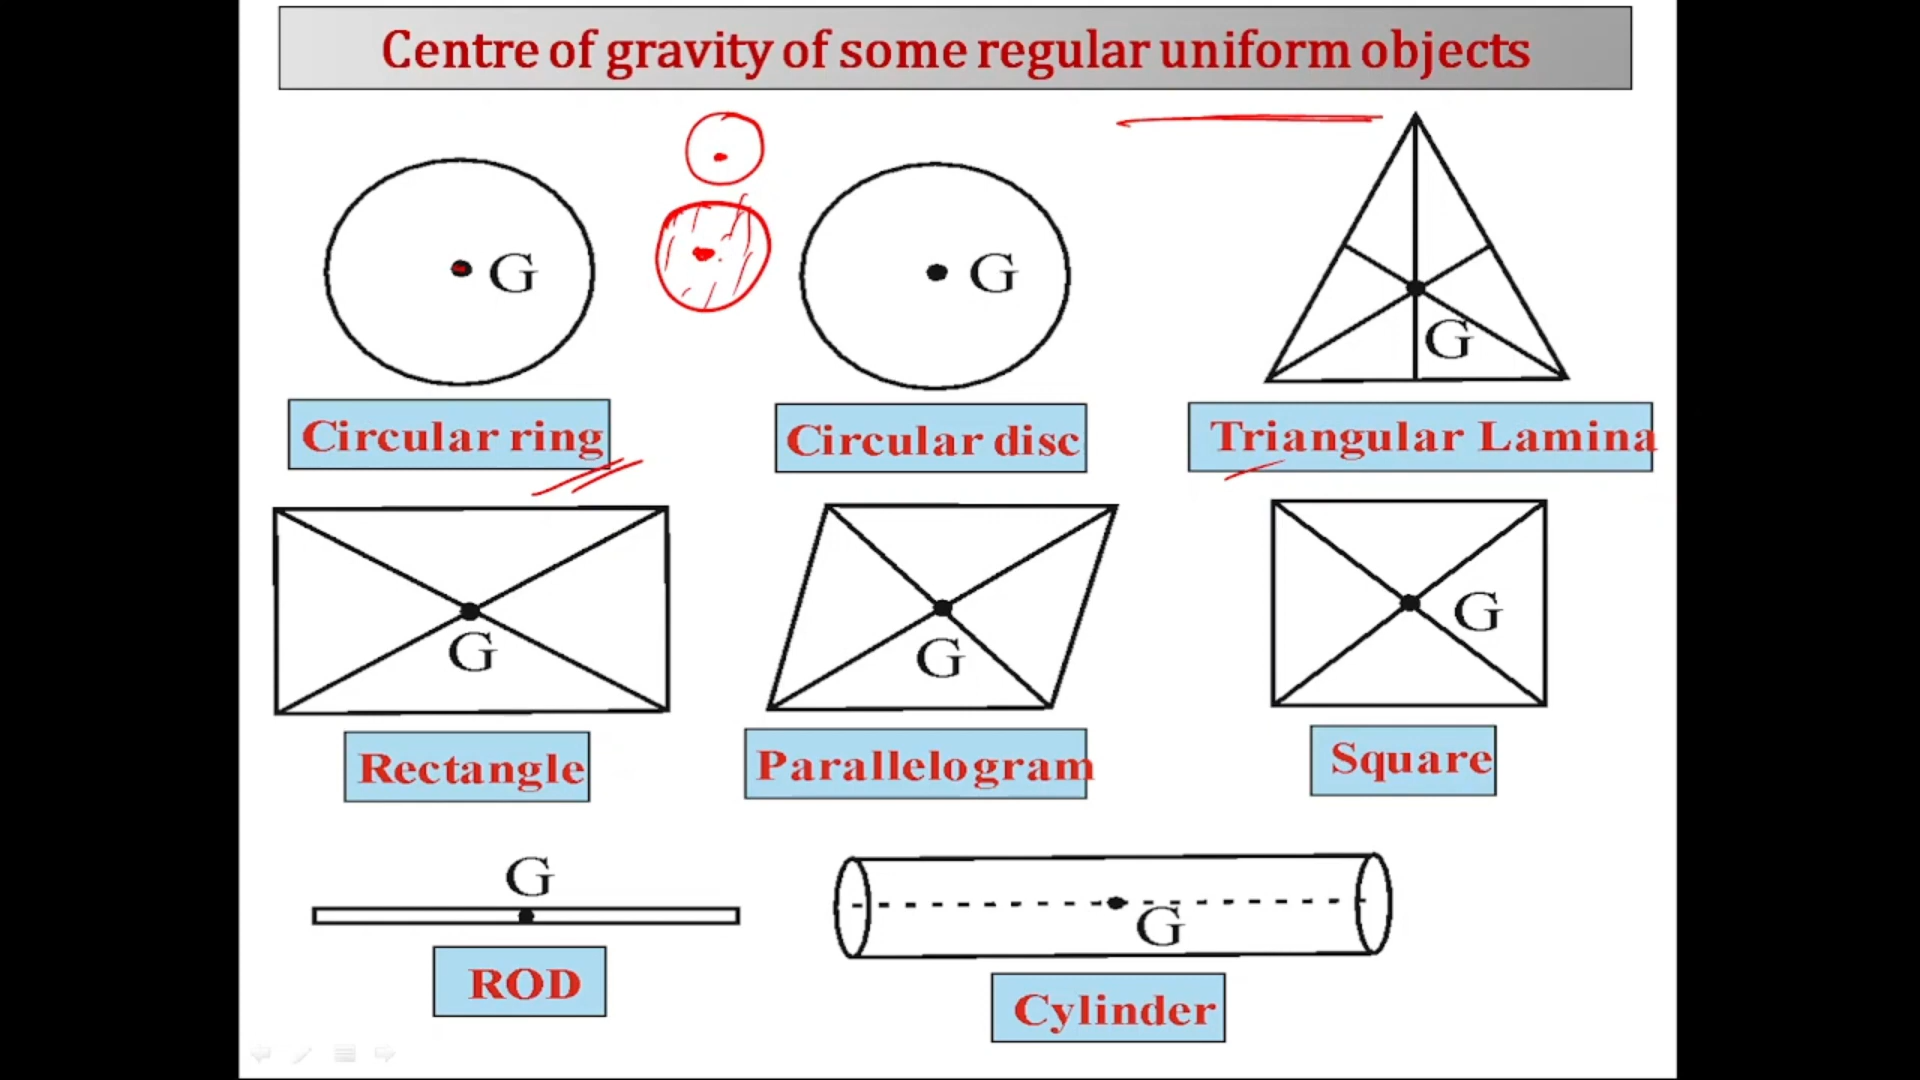 Centre of gravity of some regular uniform objects
G
G
G
Circular ring
Circular disc
Triangular Lamina
G
G
G
Rectangle
Parallelogram
Square
G
G
ROD
Cylinder